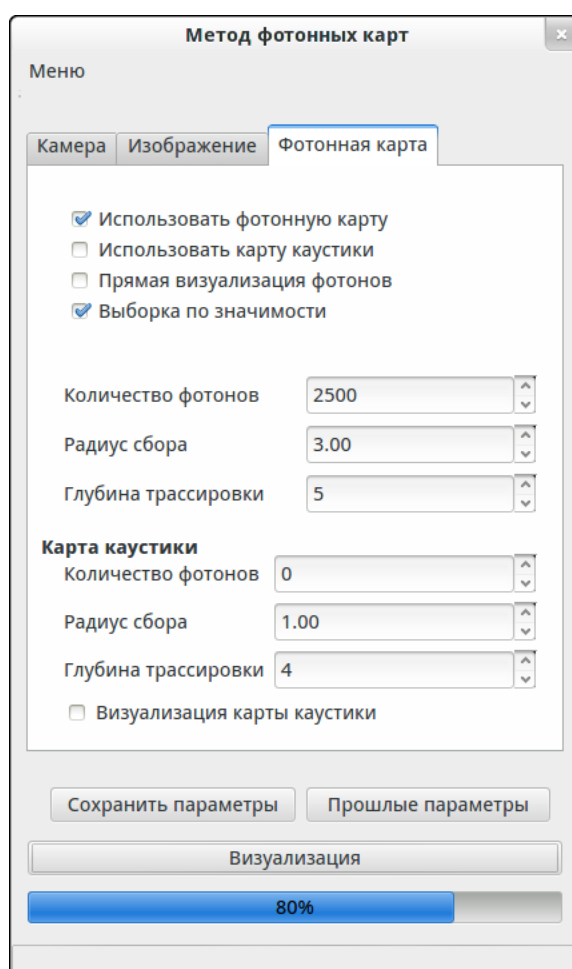 Метод фотонных карт
Меню
Камера Изображение Фотонная карта
Использовать фотонную карту
Использовать карту каустики
Прямая визуализация фотонов
Выборка по значимости
Количество фотонов 2500
Радиус сбора 3.00
Глубина трассировки 5
Карта каустики
Количество фотонов 0
Радиус сбора 1.00
Глубина трассировки 4
Визуализация карты каустики
Сохранить параметры Прошлые параметры
Визуализация
80%